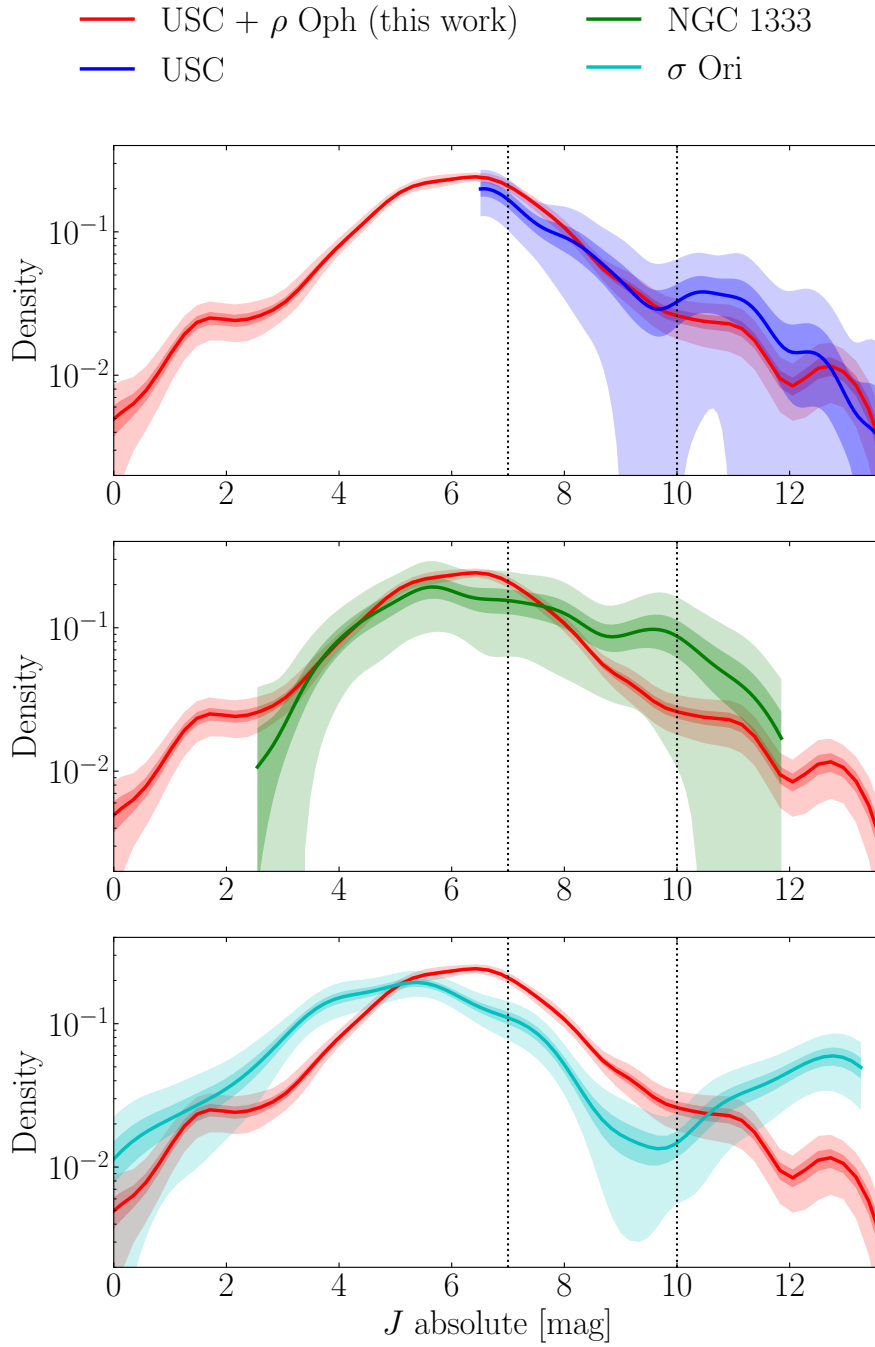 USC + ρ Oph (this work)
NGC 1333
USC
σ Ori
10⁻¹
10⁻²
Density
0 2 4 6 8 10 12
10⁻¹
10⁻²
Density
0 2 4 6 8 10 12
10⁻¹
10⁻²
Density
0 2 4 6 8 10 12
J absolute [mag]